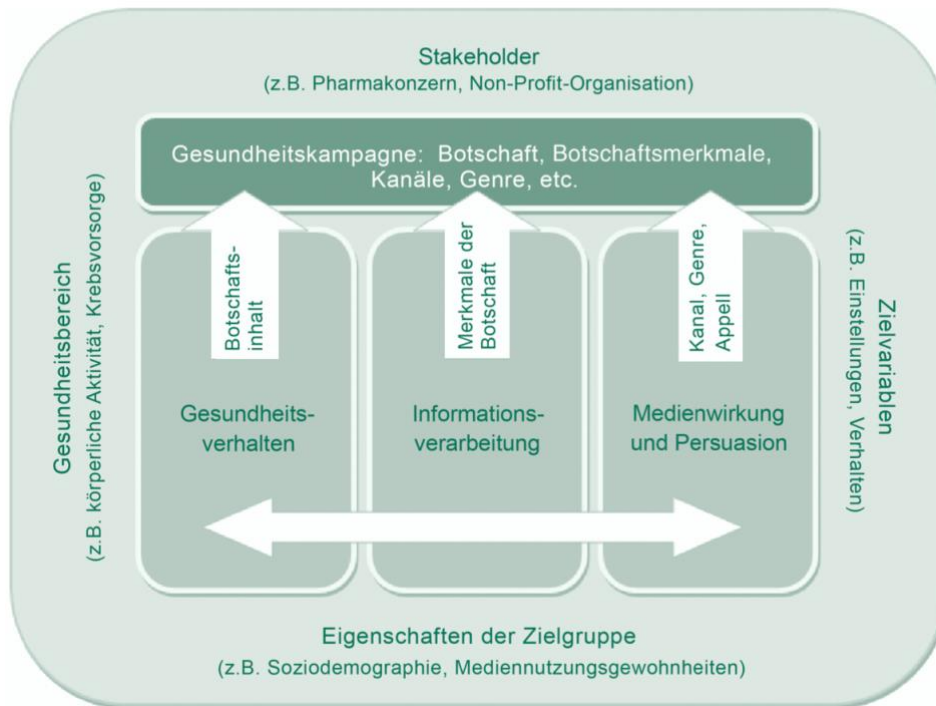 Stakeholder
(z.B. Pharmakonzern, Non-Profit-Organisation)
Gesundheitskampagne: Botschaft, Botschaftsmerkmale,
Kanäle, Genre, etc.
Gesundheitsbereich
(z.B. körperliche Aktivität, Krebsvorsorge)
Botschafts-
inhalt
Merkmale der
Botschaft
Kanal, Genre,
Appell
Gesundheits-
verhalten
Informations-
verarbeitung
Medienwirkung
und Persuasion
Zielvariablen
(z.B. Einstellungen, Verhalten)
Eigenschaften der Zielgruppe
(z.B. Soziodemographie, Mediennutzungsgewohnheiten)